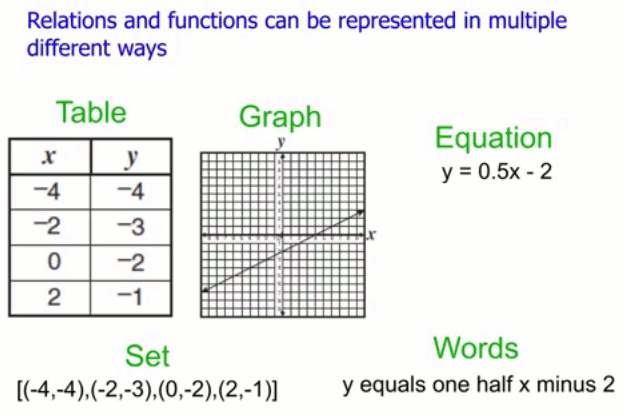 Relations and functions can be represented in multiple
different ways
Table
x y
−4 −4
−2 −3
0 −2
2 −1
Graph
y
x
Equation
y = 0.5x - 2
Set
[(-4,-4),(-2,-3),(0,-2),(2,-1)]
Words
y equals one half x minus 2